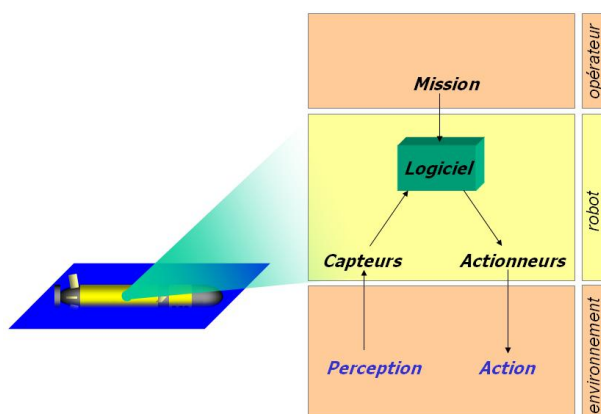 opérateur
Mission
Logiciel
robot
Capteurs
Actionneurs
Perception
Action
environnement